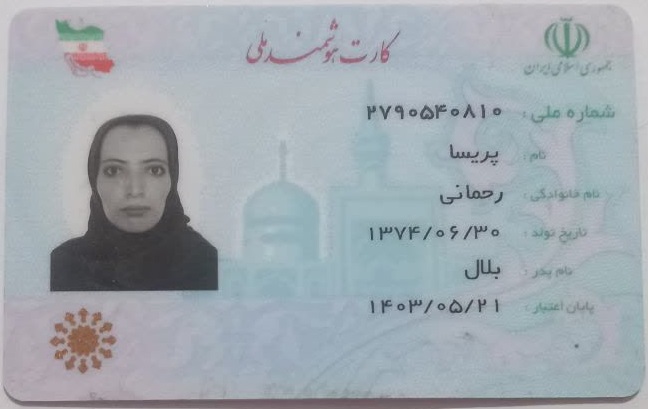 کارت هوشمند ملی
جمهوری اسلامی ایران
شماره ملی: ۲۷۹۰۵۴۰۸۱۰
نام: پریسا
نام خانوادگی: رحمانی
تاریخ تولد: ۱۳۷۴/۰۶/۳۰
نام پدر: بلال
پایان اعتبار: ۱۴۰۳/۰۵/۲۱